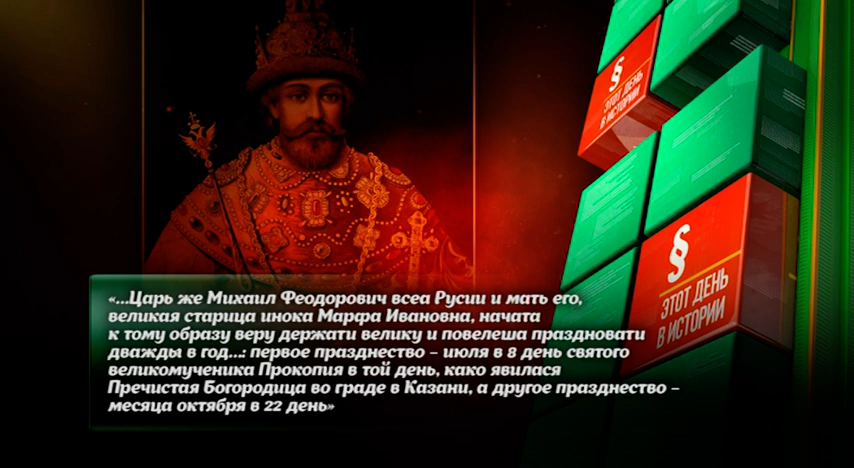 §
ЭТОТ ДЕНЬ
В ИСТОРИИ
§
ЭТОТ ДЕНЬ
В ИСТОРИИ
«...Царь же Михаил Феодорович всеа Русии и мать его,
великая старица инока Марфа Ивановна, начата
к тому образу веру держати велику и повелеша праздновати
дважды в год...: первое празднество – июля в 8 день святого
великомученика Прокопия в той день, како явилася
Пречистая Богородица во граде в Казани, а другое празднество –
месяца октября в 22 день»